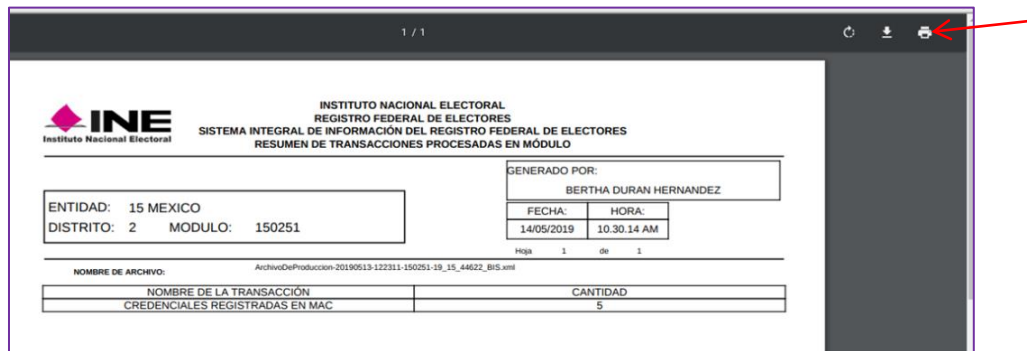 1 / 1
INE
Instituto Nacional Electoral
INSTITUTO NACIONAL ELECTORAL
REGISTRO FEDERAL DE ELECTORES
SISTEMA INTEGRAL DE INFORMACIÓN DEL REGISTRO FEDERAL DE ELECTORES
RESUMEN DE TRANSACCIONES PROCESADAS EN MÓDULO
GENERADO POR:
BERTHA DURAN HERNANDEZ
ENTIDAD: 15 MEXICO
DISTRITO: 2 MODULO: 150251
FECHA: HORA:
14/05/2019 10.30.14 AM
Hoja 1 de 1
NOMBRE DE ARCHIVO: ArchivoDeProduccion-20190513-122311-150251-19_15_44622_BIS.xml
NOMBRE DE LA TRANSACCIÓN CANTIDAD
CREDENCIALES REGISTRADAS EN MAC 5